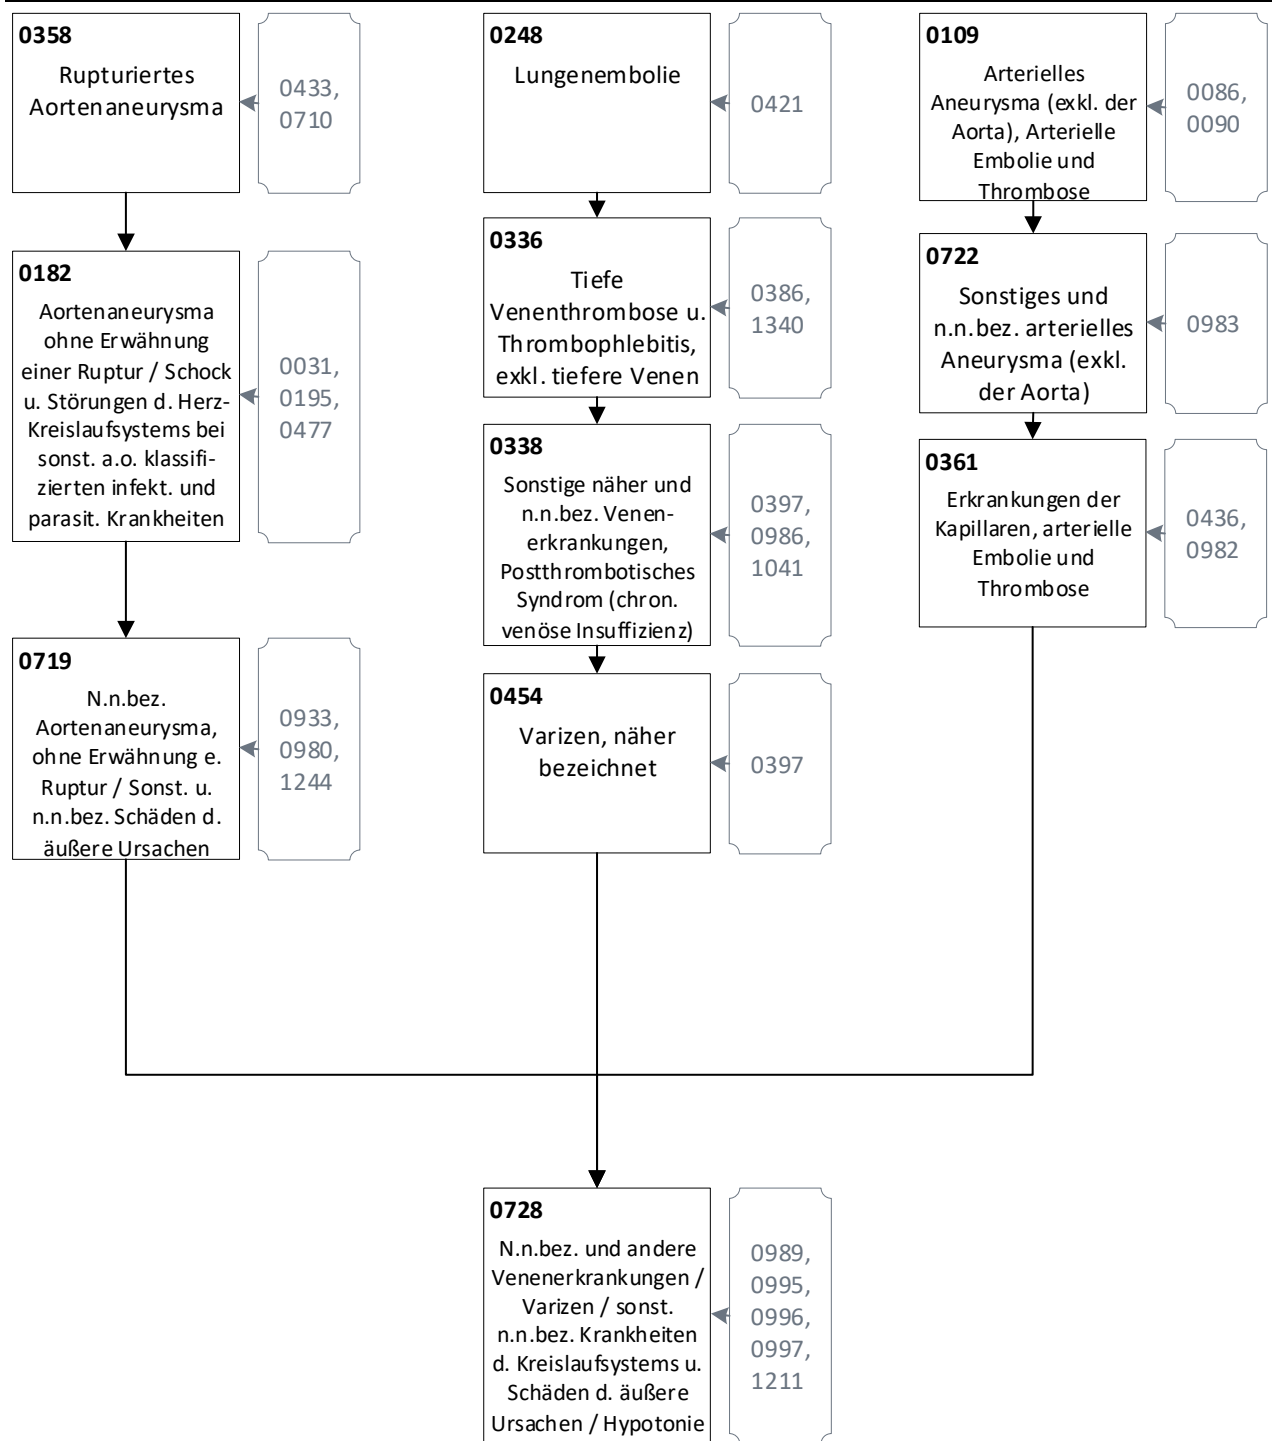 0358
Rupturiertes
Aortenaneurysma
0433,
0710
0182
Aortenaneurysma
ohne Erwähnung
einer Ruptur / Schock
u. Störungen d. Herz-
Kreislaufsystems bei
sonst. a.o. klassifi-
zierten infekt. und
parasit. Krankheiten
0031,
0195,
0477
0719
N.n.bez.
Aortenaneurysma,
ohne Erwähnung e.
Ruptur / Sonst. u.
n.n.bez. Schäden d.
äußere Ursachen
0933,
0980,
1244
0248
Lungenembolie
0421
0336
Tiefe
Venenthrombose u.
Thrombophlebitis,
exkl. tiefere Venen
0386,
1340
0338
Sonstige näher und
n.n.bez. Venen-
erkrankungen,
Postthrombotisches
Syndrom (chron.
venöse Insuffizienz)
0397,
0986,
1041
0454
Varizen, näher
bezeichnet
0397
0109
Arterielles
Aneurysma (exkl. der
Aorta), Arterielle
Embolie und
Thrombose
0086,
0090
0722
Sonstiges und
n.n.bez. arterielles
Aneurysma (exkl.
der Aorta)
0983
0361
Erkrankungen der
Kapillaren, arterielle
Embolie und
Thrombose
0436,
0982
0728
N.n.bez. und andere
Venenerkrankungen /
Varizen / sonst.
n.n.bez. Krankheiten
d. Kreislaufsystems u.
Schäden d. äußere
Ursachen / Hypotonie
0989,
0995,
0996,
0997,
1211